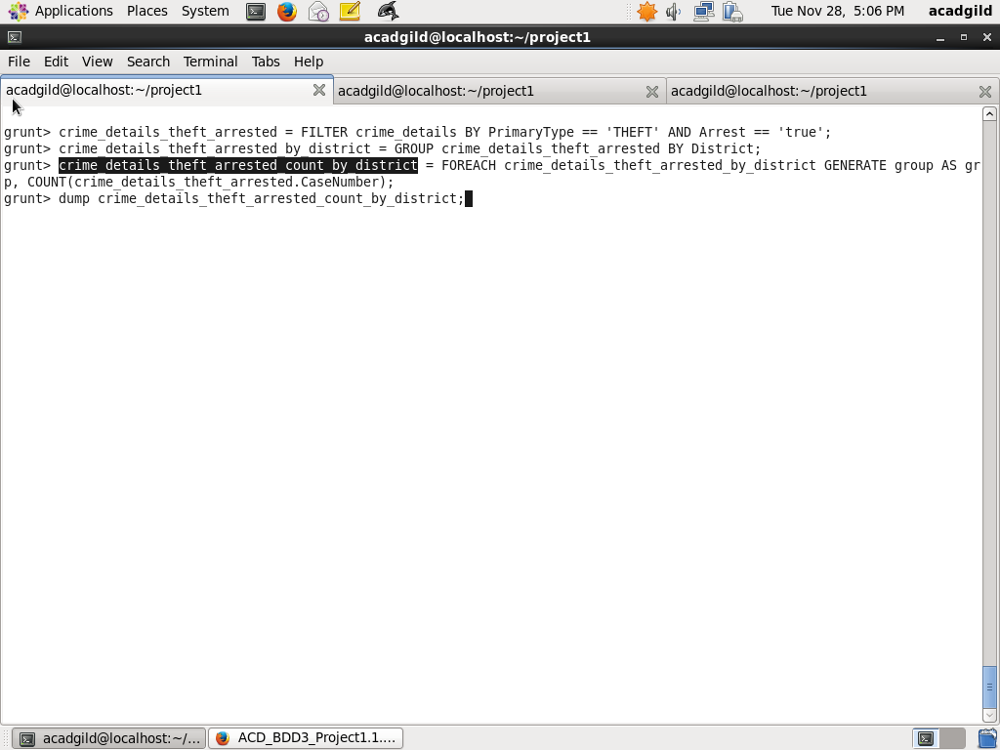 Applications Places System Tue Nov 28, 5:06 PM acadgild
acadgild@localhost:~/project1
File Edit View Search Terminal Tabs Help
acadgild@localhost:~/project1 acadgild@localhost:~/project1 acadgild@localhost:~/project1
grunt> crime_details_theft_arrested = FILTER crime_details BY PrimaryType == 'THEFT' AND Arrest == 'true';
grunt> crime_details_theft_arrested_by_district = GROUP crime_details_theft_arrested BY District;
grunt> crime_details_theft_arrested_count_by_district = FOREACH crime_details_theft_arrested_by_district GENERATE group AS gr
p, COUNT(crime_details_theft_arrested.CaseNumber);
grunt> dump crime_details_theft_arrested_count_by_district;
acadgild@localhost:~/... ACD_BDD3_Project1.1....